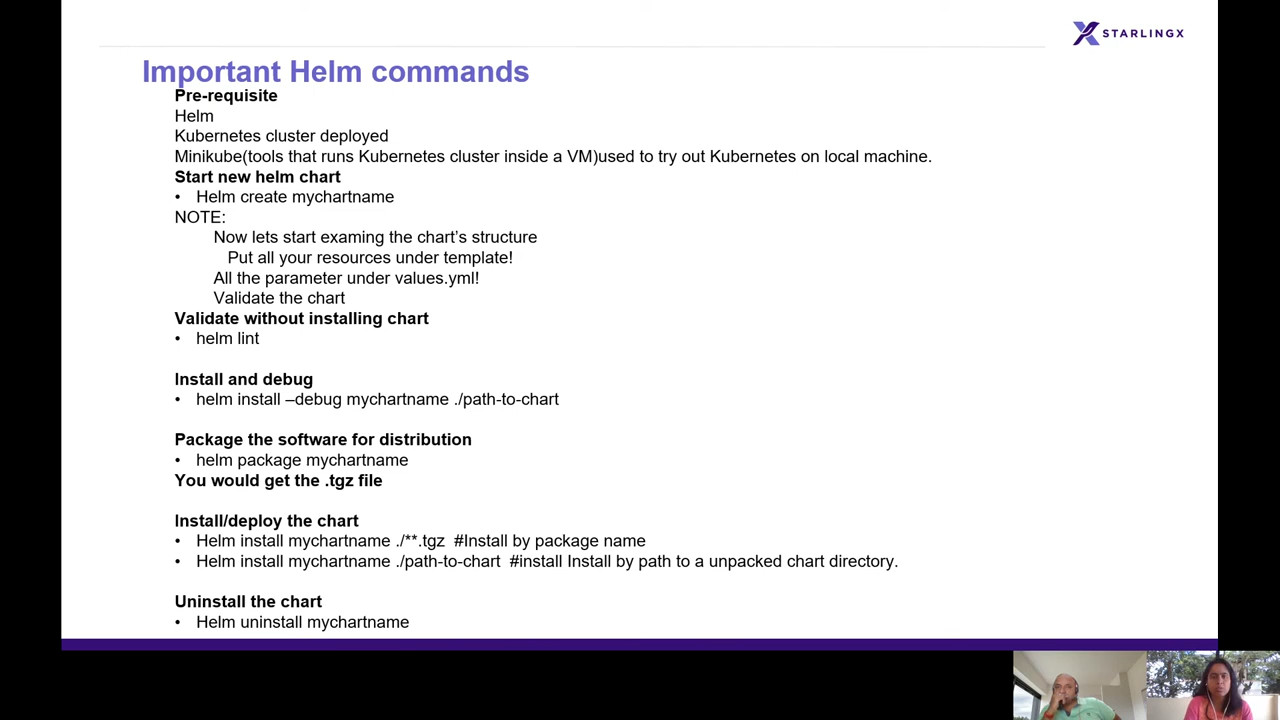 STARLINGX
Important Helm commands
Pre-requisite
Helm
Kubernetes cluster deployed
Minikube(tools that runs Kubernetes cluster inside a VM)used to try out Kubernetes on local machine.
Start new helm chart
• Helm create mychartname
NOTE:
Now lets start examing the chart’s structure
Put all your resources under template!
All the parameter under values.yml!
Validate the chart
Validate without installing chart
• helm lint
Install and debug
• helm install –debug mychartname ./path-to-chart
Package the software for distribution
• helm package mychartname
You would get the .tgz file
Install/deploy the chart
• Helm install mychartname ./**.tgz #Install by package name
• Helm install mychartname ./path-to-chart #install Install by path to a unpacked chart directory.
Uninstall the chart
• Helm uninstall mychartname